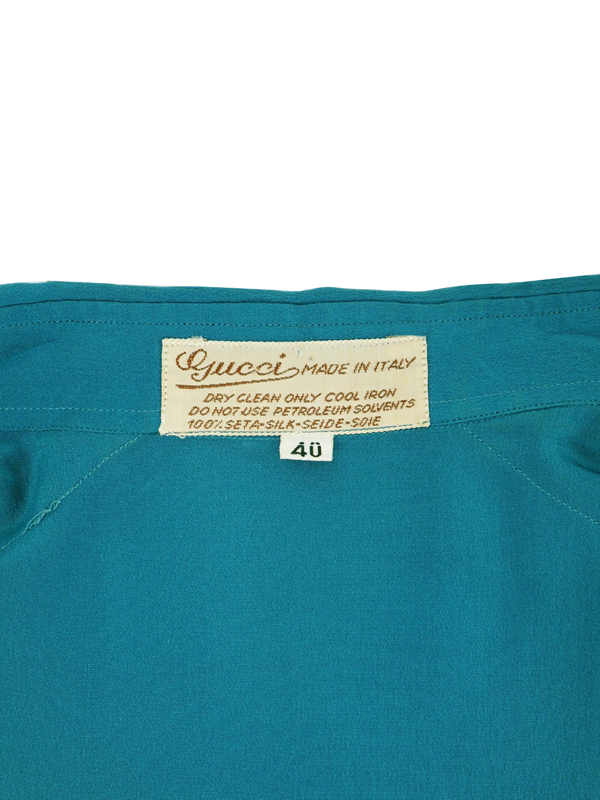 Gucci MADE IN ITALY
DRY CLEAN ONLY COOL IRON
DO NOT USE PETROLEUM SOLVENTS
100% SETA-SILK-SEIDE-SOIE
40